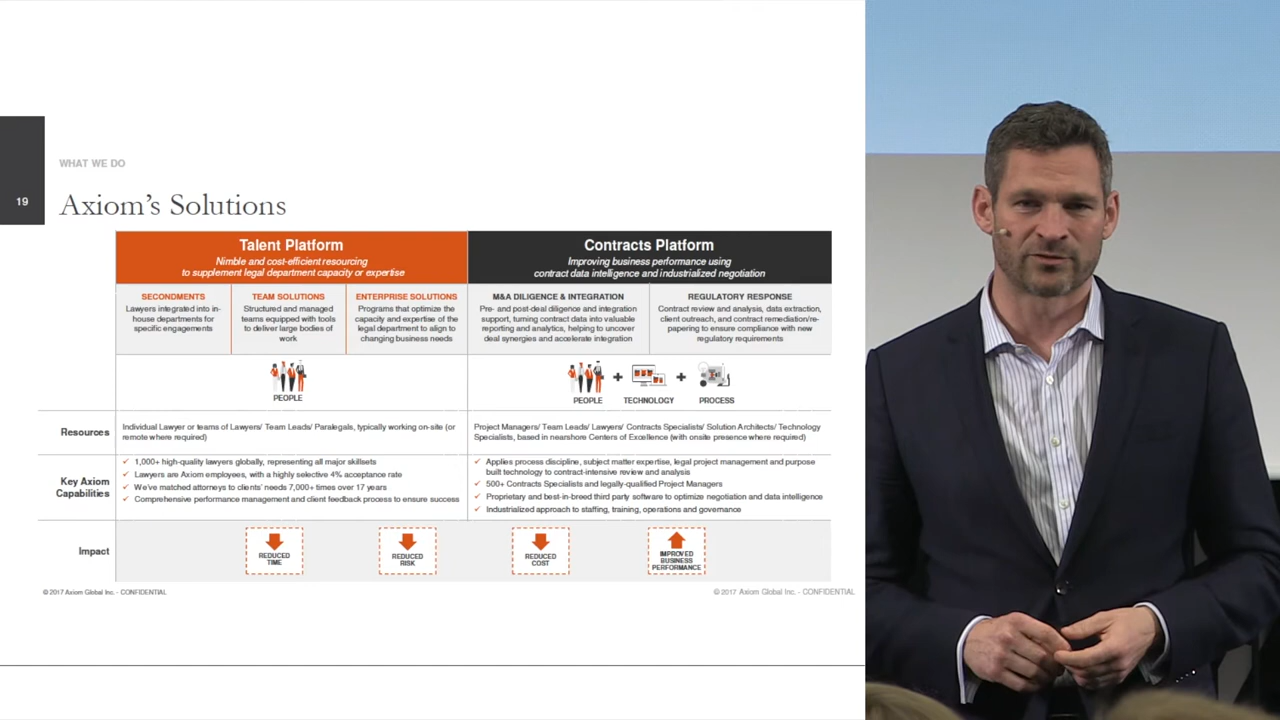 WHAT WE DO
19
Axiom's Solutions
Talent Platform
Nimble and cost-efficient resourcing
to supplement legal department capacity or expertise
Contracts Platform
Improving business performance using
contract data intelligence and industrialized negotiation
SECONDMENTS
Lawyers integrated into in-
house departments for
specific engagements
TEAM SOLUTIONS
Structured and managed
teams equipped with tools
to deliver large bodies of
work
ENTERPRISE SOLUTIONS
Programs that optimize the
capacity and expertise of the
legal department to align to
changing business needs
M&A DILIGENCE & INTEGRATION
Pre- and post-deal diligence and integration
support, turning contract data into valuable
reporting and analytics, helping to uncover
deal synergies and accelerate integration
REGULATORY RESPONSE
Contract review and analysis, data extraction,
client outreach, and contract remediation/re-
papering to ensure compliance with new
regulatory requirements
PEOPLE
PEOPLE
+
TECHNOLOGY
+
PROCESS
Resources
Individual Lawyer or teams of Lawyers/ Team Leads/ Paralegals, typically working on-site (or
remote where required)
Project Managers/ Team Leads/ Lawyers/ Contracts Specialists/ Solution Architects/ Technology
Specialists, based in nearshore Centers of Excellence (with onsite presence where required)
Key Axiom
Capabilities
✓ 1,000+ high-quality lawyers globally, representing all major skillsets
✓ Lawyers are Axiom employees, with a highly selective 4% acceptance rate
✓ We've matched attorneys to clients' needs 7,000+ times over 17 years
✓ Comprehensive performance management and client feedback process to ensure success
✓ Applies process discipline, subject matter expertise, legal project management and purpose
built technology to contract-intensive review and analysis
✓ 500+ Contracts Specialists and legally-qualified Project Managers
✓ Proprietary and best-in-breed third party software to optimize negotiation and data intelligence
✓ Industrialized approach to staffing, training, operations and governance
Impact
REDUCED
TIME
REDUCED
RISK
REDUCED
COST
IMPROVED
BUSINESS
PERFORMANCE
© 2017 Axiom Global Inc. - CONFIDENTIAL
© 2017 Axiom Global Inc. - CONFIDENTIAL